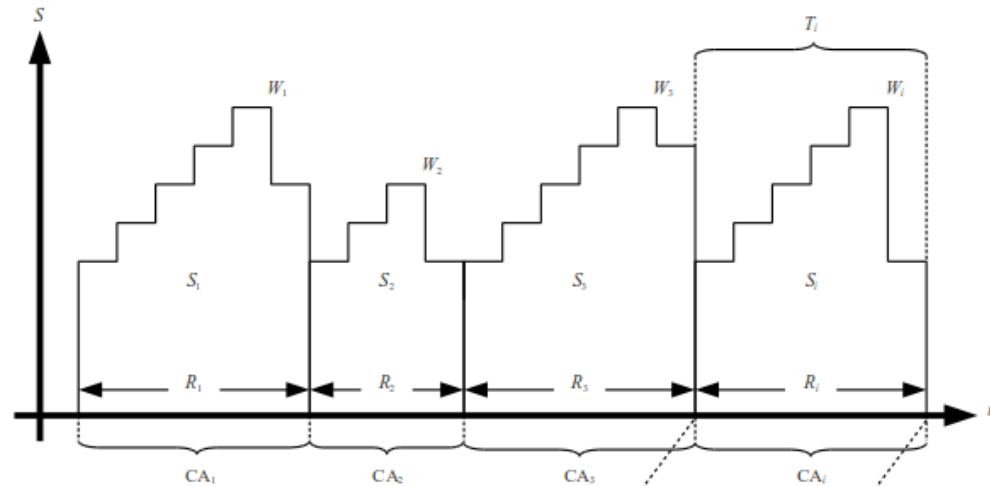 S
Tᵢ
W₁ W₃ Wᵢ
W₂
S₁ S₂ S₃ Sᵢ
R₁ R₂ R₃ Rᵢ
t
CA₁ CA₂ CA₃ CAᵢ